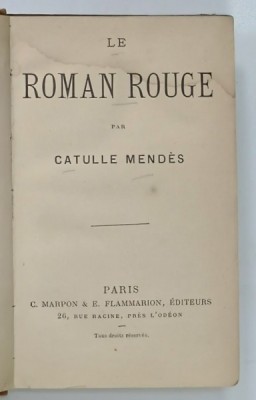 LE
ROMAN ROUGE
PAR
CATULLE MENDÈS
PARIS
C. MARPON & E. FLAMMARION, ÉDITEURS
26, RUE RACINE, PRÈS L'ODÉON
Tous droits réservés.